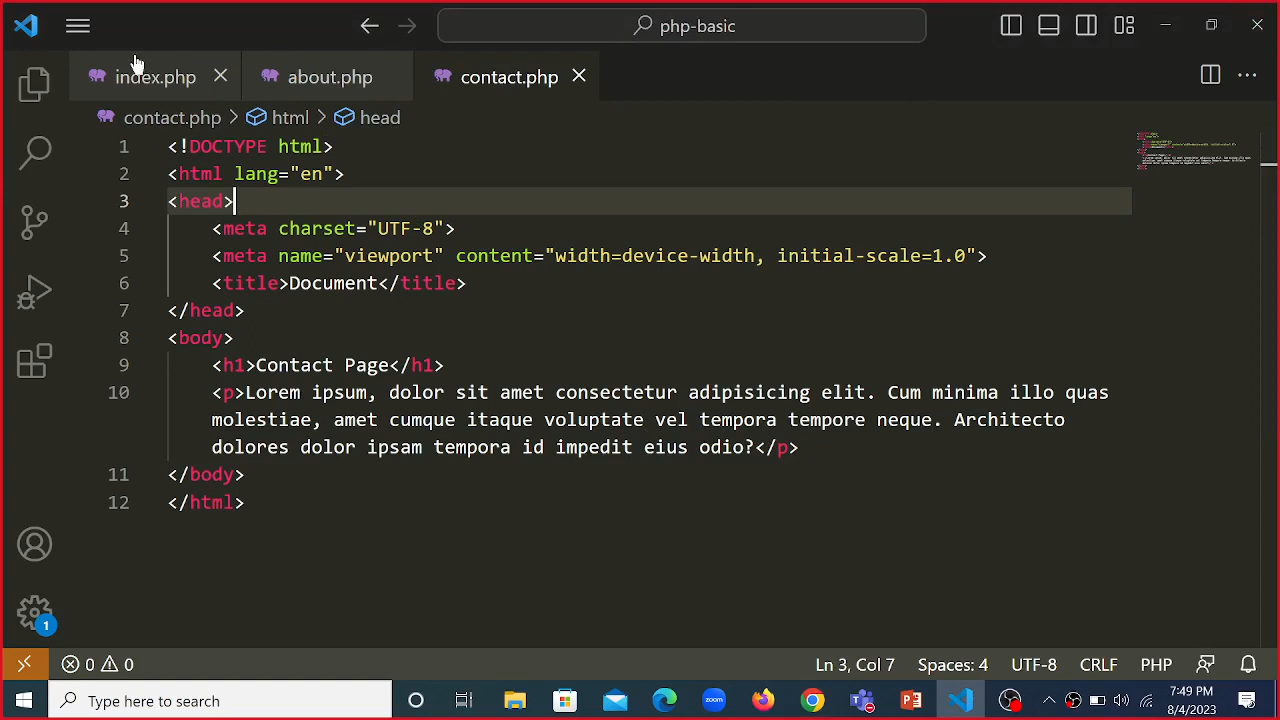 php-basic
index.php
about.php
contact.php
contact.php > html > head
1 <!DOCTYPE html>
2 <html lang="en">
3 <head>
4 <meta charset="UTF-8">
5 <meta name="viewport" content="width=device-width, initial-scale=1.0">
6 <title>Document</title>
7 </head>
8 <body>
9 <h1>Contact Page</h1>
10 <p>Lorem ipsum, dolor sit amet consectetur adipisicing elit. Cum minima illo quas
molestiae, amet cumque itaque voluptate vel tempora tempore neque. Architecto
dolores dolor ipsam tempora id impedit eius odio?</p>
11 </body>
12 </html>
1
0 0 Ln 3, Col 7 Spaces: 4 UTF-8 CRLF PHP
Type here to search
zoom
7:49 PM
8/4/2023